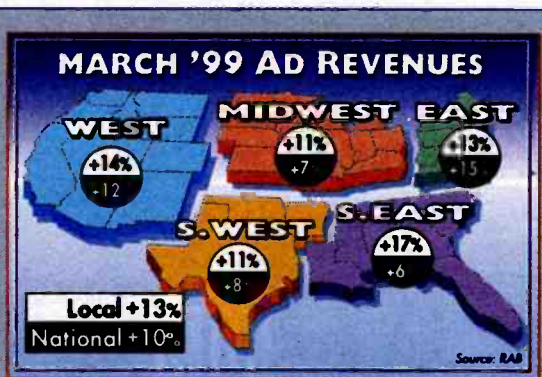 MARCH '99 AD REVENUES
WEST
+14%
+12
MIDWEST
+11%
+7
EAST
+13%
+15
S.WEST
+11%
+8
S.EAST
+17%
+6
Local +13%
National +10%
Source: RAB